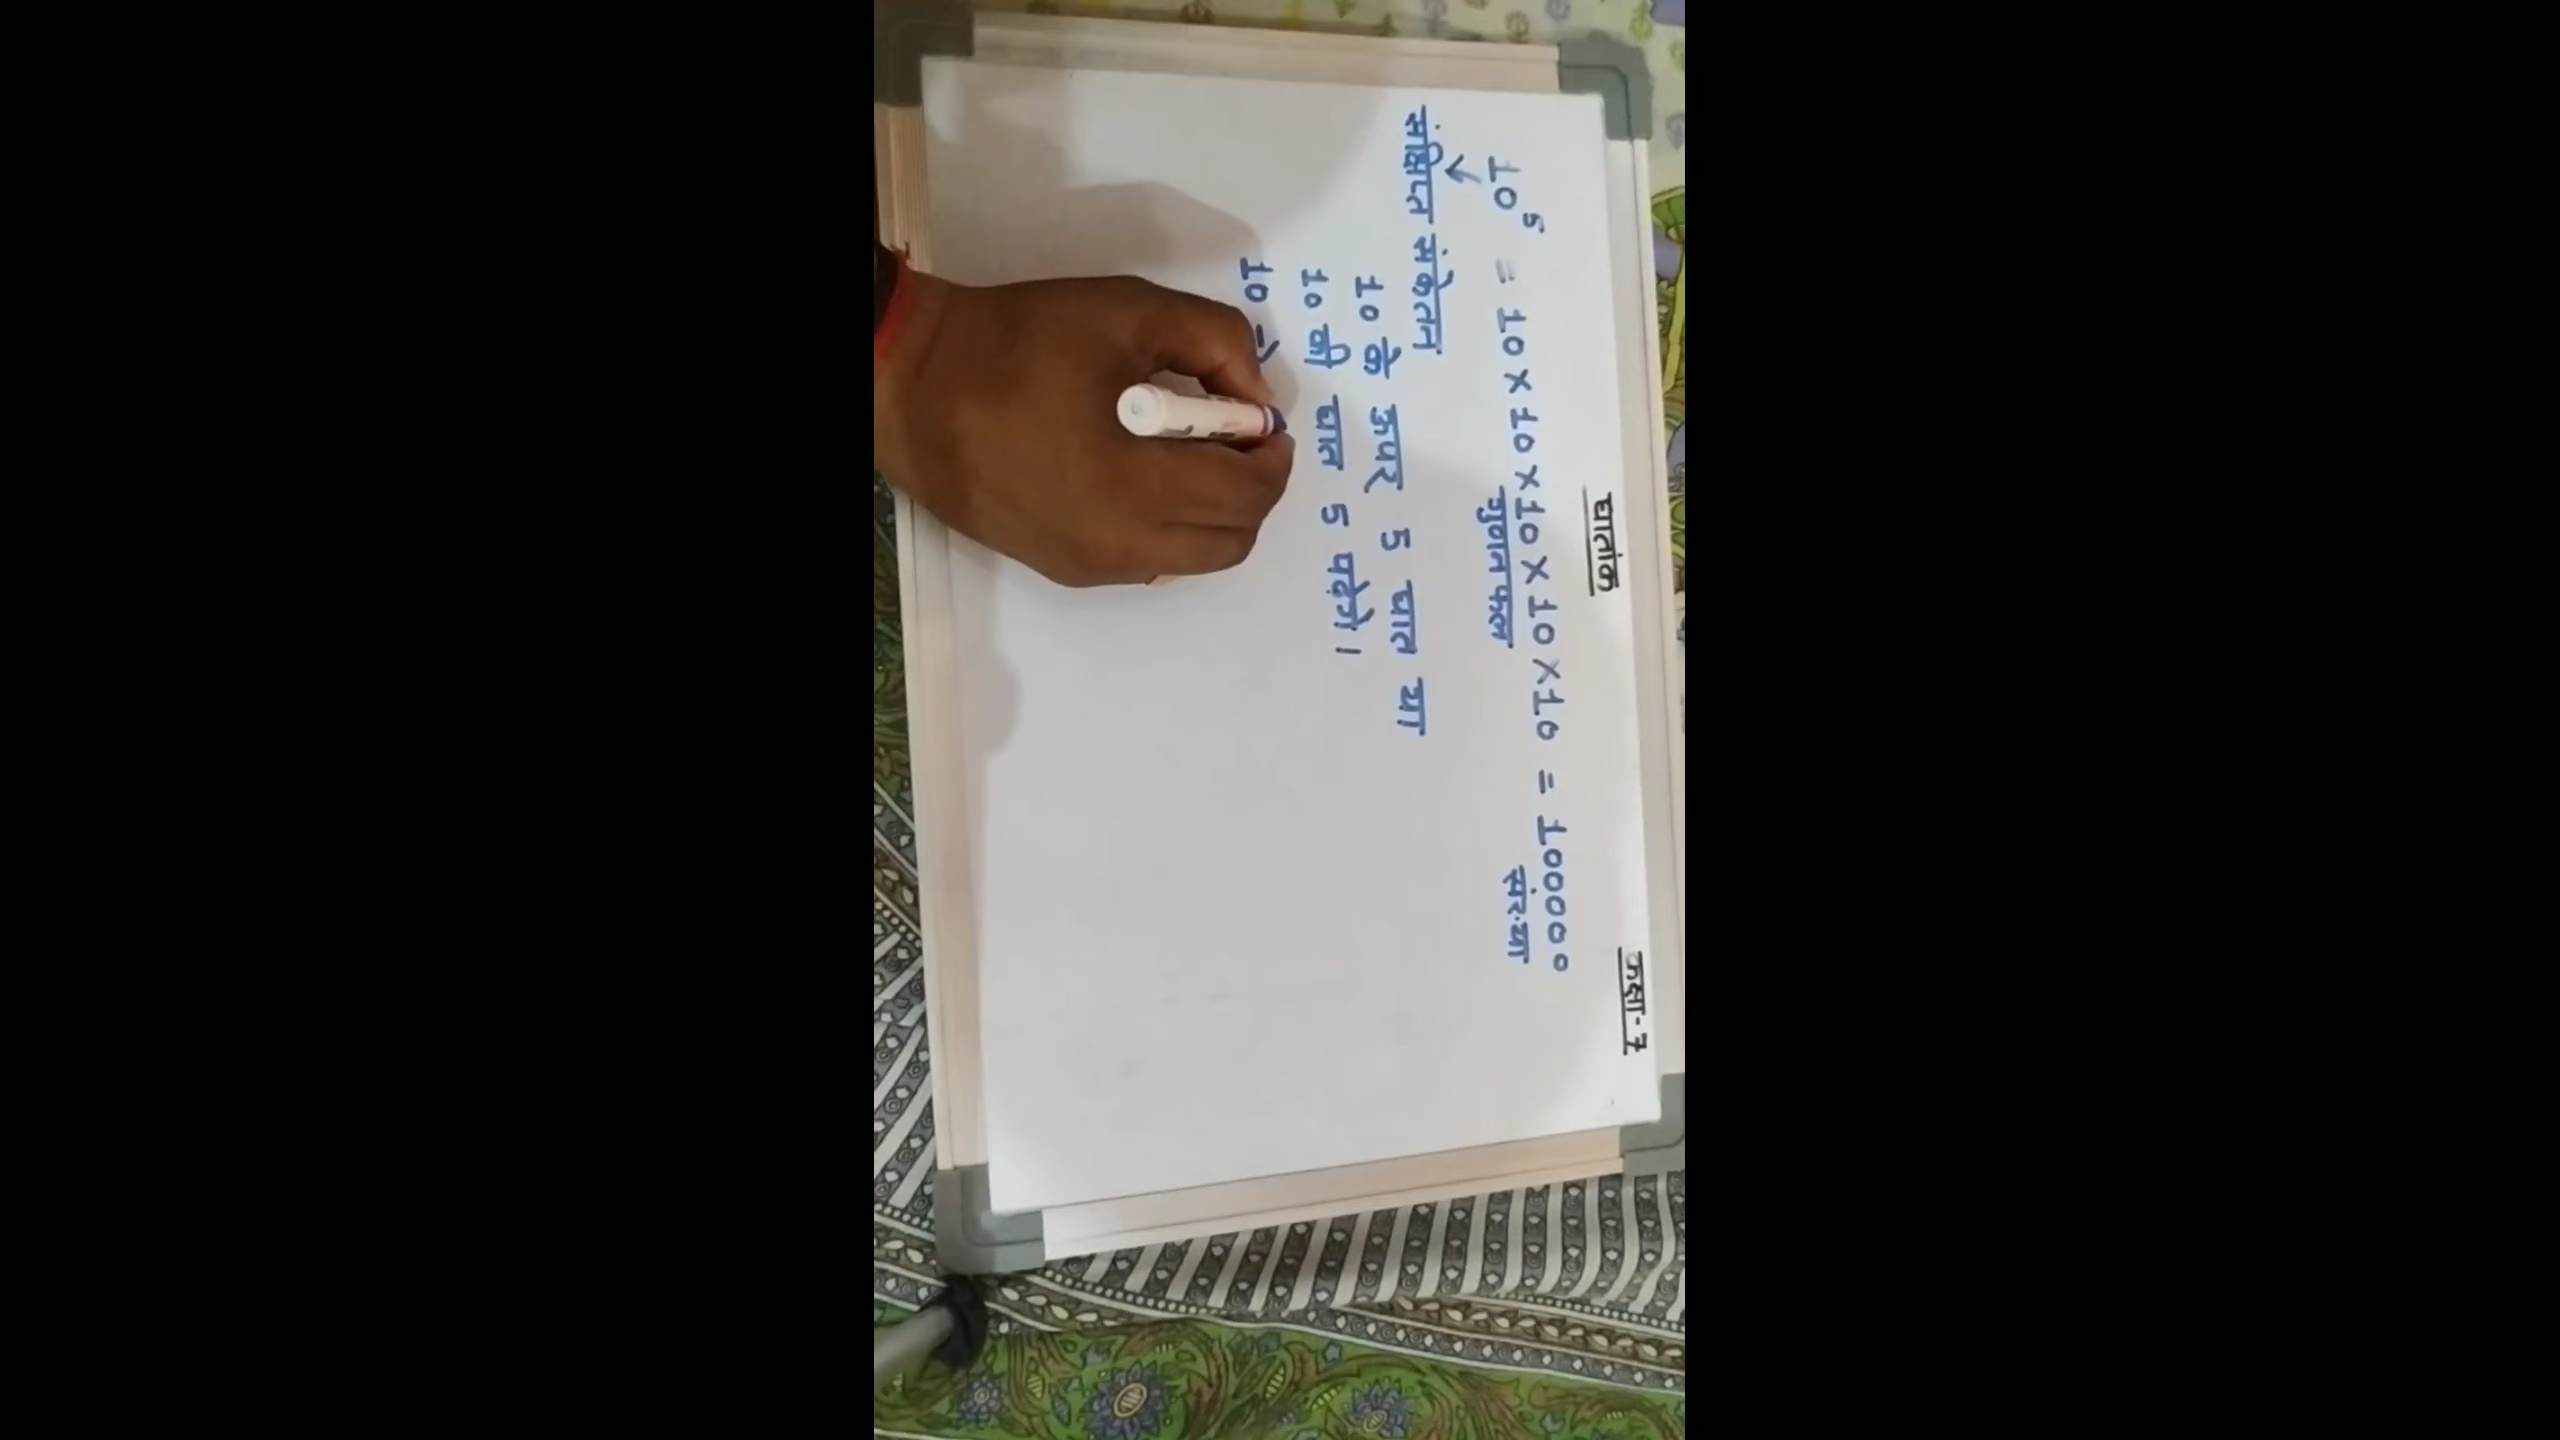 घातांक
कक्षा-7
10⁵ = 10×10×10×10×10 = 100000
गुणनफल
संख्या
संक्षिप्त संकेतन
10 के ऊपर 5 घात या
10 की घात 5 पढ़ेंगे।
10 →